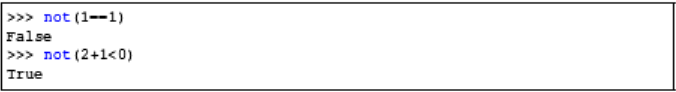 >>> not(1==1)
False
>>> not(2+1<0)
True